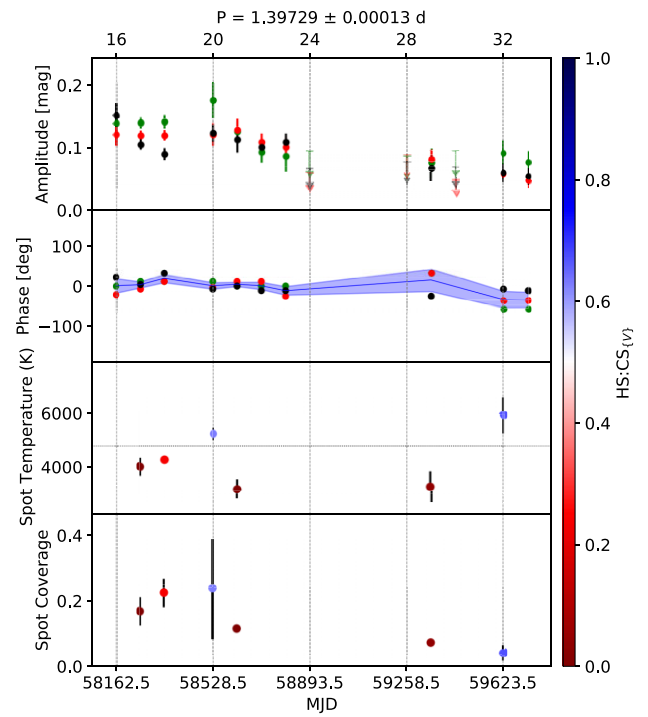 P = 1.39729 ± 0.00013 d
16 20 24 28 32
Amplitude [mag]
0.2
0.1
0.0
Phase [deg]
100
0
−100
Spot Temperature (K)
6000
4000
Spot Coverage
0.4
0.2
0.0
58162.5 58528.5 58893.5 59258.5 59623.5
MJD
1.0
0.8
0.6
0.4
0.2
0.0
HS:CS{V}